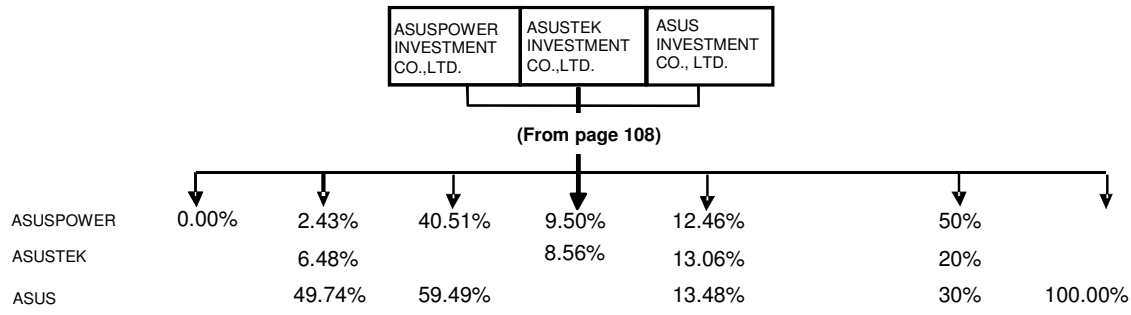 ASUSPOWER
INVESTMENT
CO.,LTD.
ASUSTEK
INVESTMENT
CO.,LTD.
ASUS
INVESTMENT
CO., LTD.
(From page 108)
ASUSPOWER 0.00% 2.43% 40.51% 9.50% 12.46% 50%
ASUSTEK 6.48% 8.56% 13.06% 20%
ASUS 49.74% 59.49% 13.48% 30% 100.00%